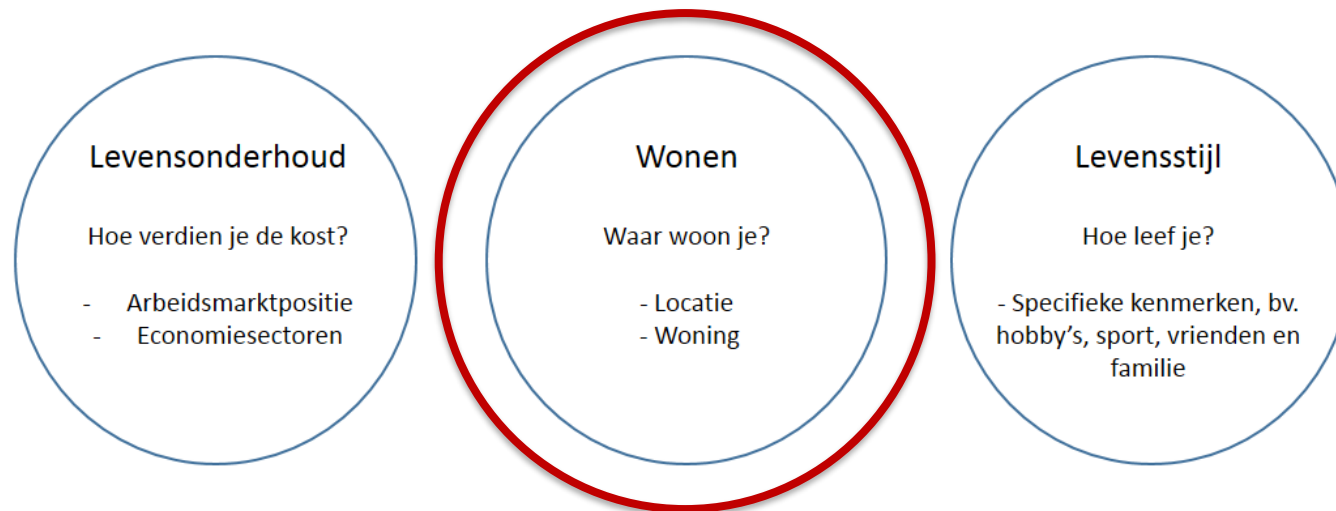 Levensonderhoud
Hoe verdien je de kost?
- Arbeidsmarktpositie
- Economiesectoren
Wonen
Waar woon je?
- Locatie
- Woning
Levensstijl
Hoe leef je?
- Specifieke kenmerken, bv.
hobby's, sport, vrienden en
familie